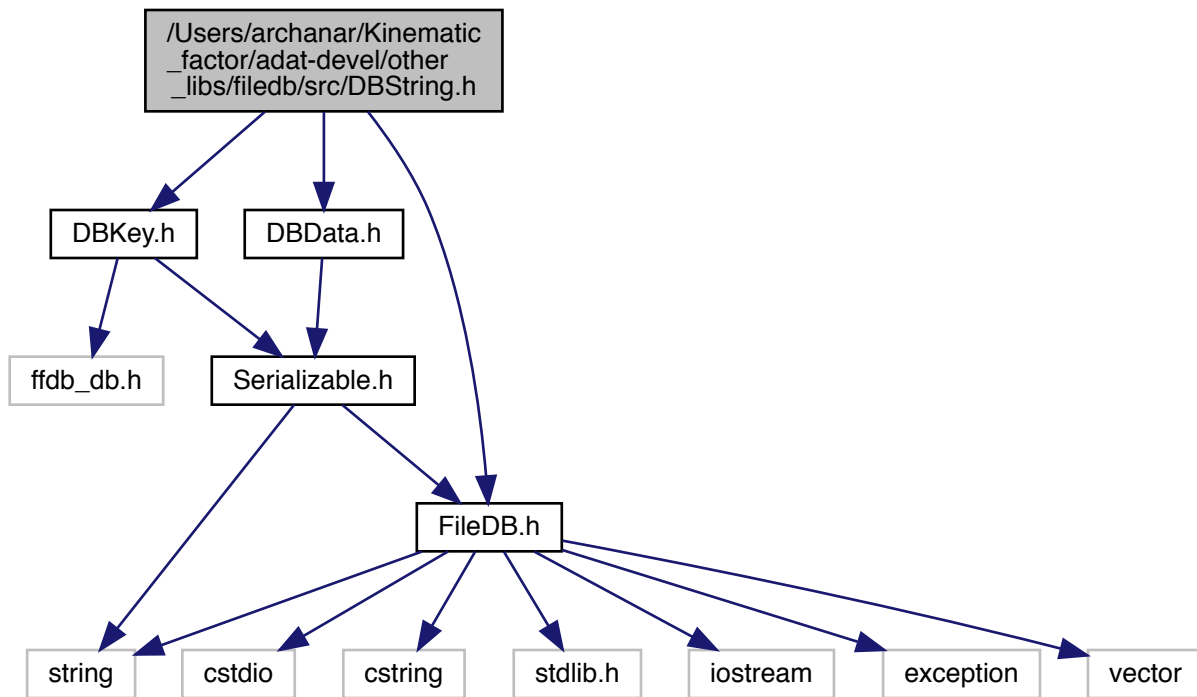 /Users/archanar/Kinematic
_factor/adat-devel/other
_libs/filedb/src/DBString.h
DBKey.h
DBData.h
ffdb_db.h
Serializable.h
FileDB.h
string
cstdio
cstring
stdlib.h
iostream
exception
vector